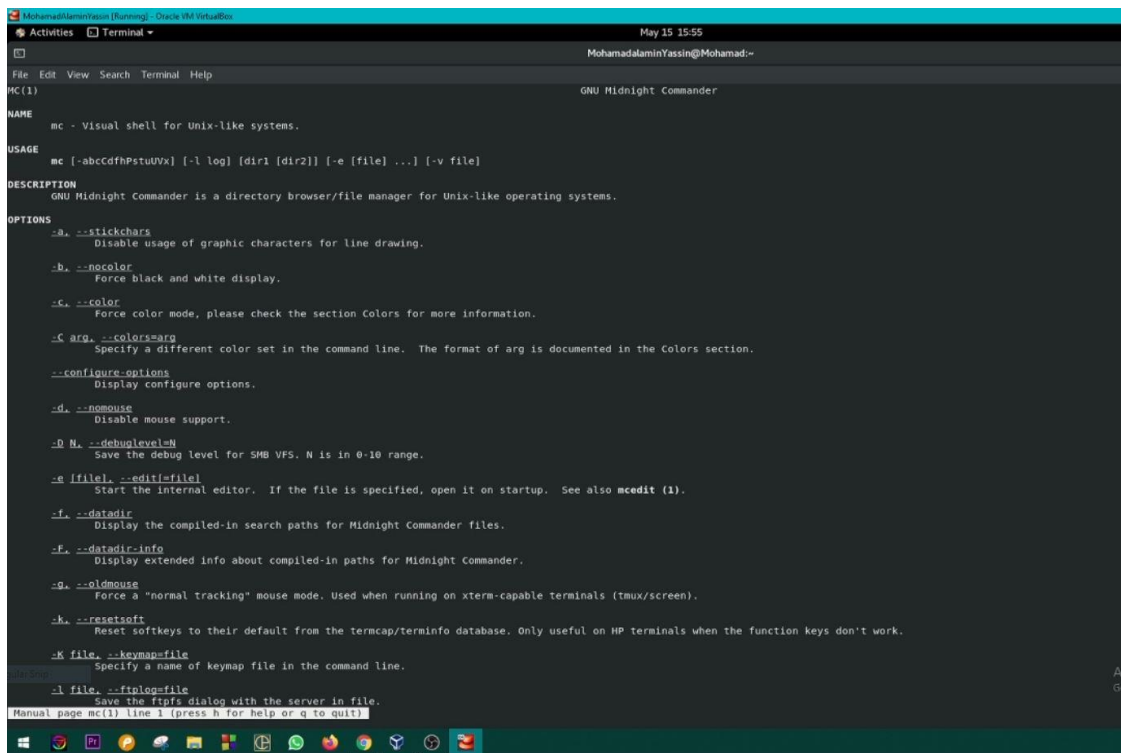 MohamadAlaminYassin [Running] - Oracle VM VirtualBox
Activities Terminal May 15 15:55
MohamadalaminYassin@Mohamad:~
File Edit View Search Terminal Help
MC(1) GNU Midnight Commander
NAME
mc - Visual shell for Unix-like systems.
USAGE
mc [-abcCdfhPstuUVx] [-l log] [dir1 [dir2]] [-e [file] ...] [-v file]
DESCRIPTION
GNU Midnight Commander is a directory browser/file manager for Unix-like operating systems.
OPTIONS
-a, --stickchars
Disable usage of graphic characters for line drawing.
-b, --nocolor
Force black and white display.
-c, --color
Force color mode, please check the section Colors for more information.
-C arg, --colors=arg
Specify a different color set in the command line. The format of arg is documented in the Colors section.
--configure-options
Display configure options.
-d, --nomouse
Disable mouse support.
-D N, --debuglevel=N
Save the debug level for SMB VFS. N is in 0-10 range.
-e [file], --edit[=file]
Start the internal editor. If the file is specified, open it on startup. See also mcedit (1).
-f, --datadir
Display the compiled-in search paths for Midnight Commander files.
-F, --datadir-info
Display extended info about compiled-in paths for Midnight Commander.
-g, --oldmouse
Force a "normal tracking" mouse mode. Used when running on xterm-capable terminals (tmux/screen).
-k, --resetsoft
Reset softkeys to their default from the termcap/terminfo database. Only useful on HP terminals when the function keys don't work.
-K file, --keymap=file
Specify a name of keymap file in the command line.
-l file, --ftplog=file
Save the ftpfs dialog with the server in file.
Manual page mc(1) line 1 (press h for help or q to quit)
Pr